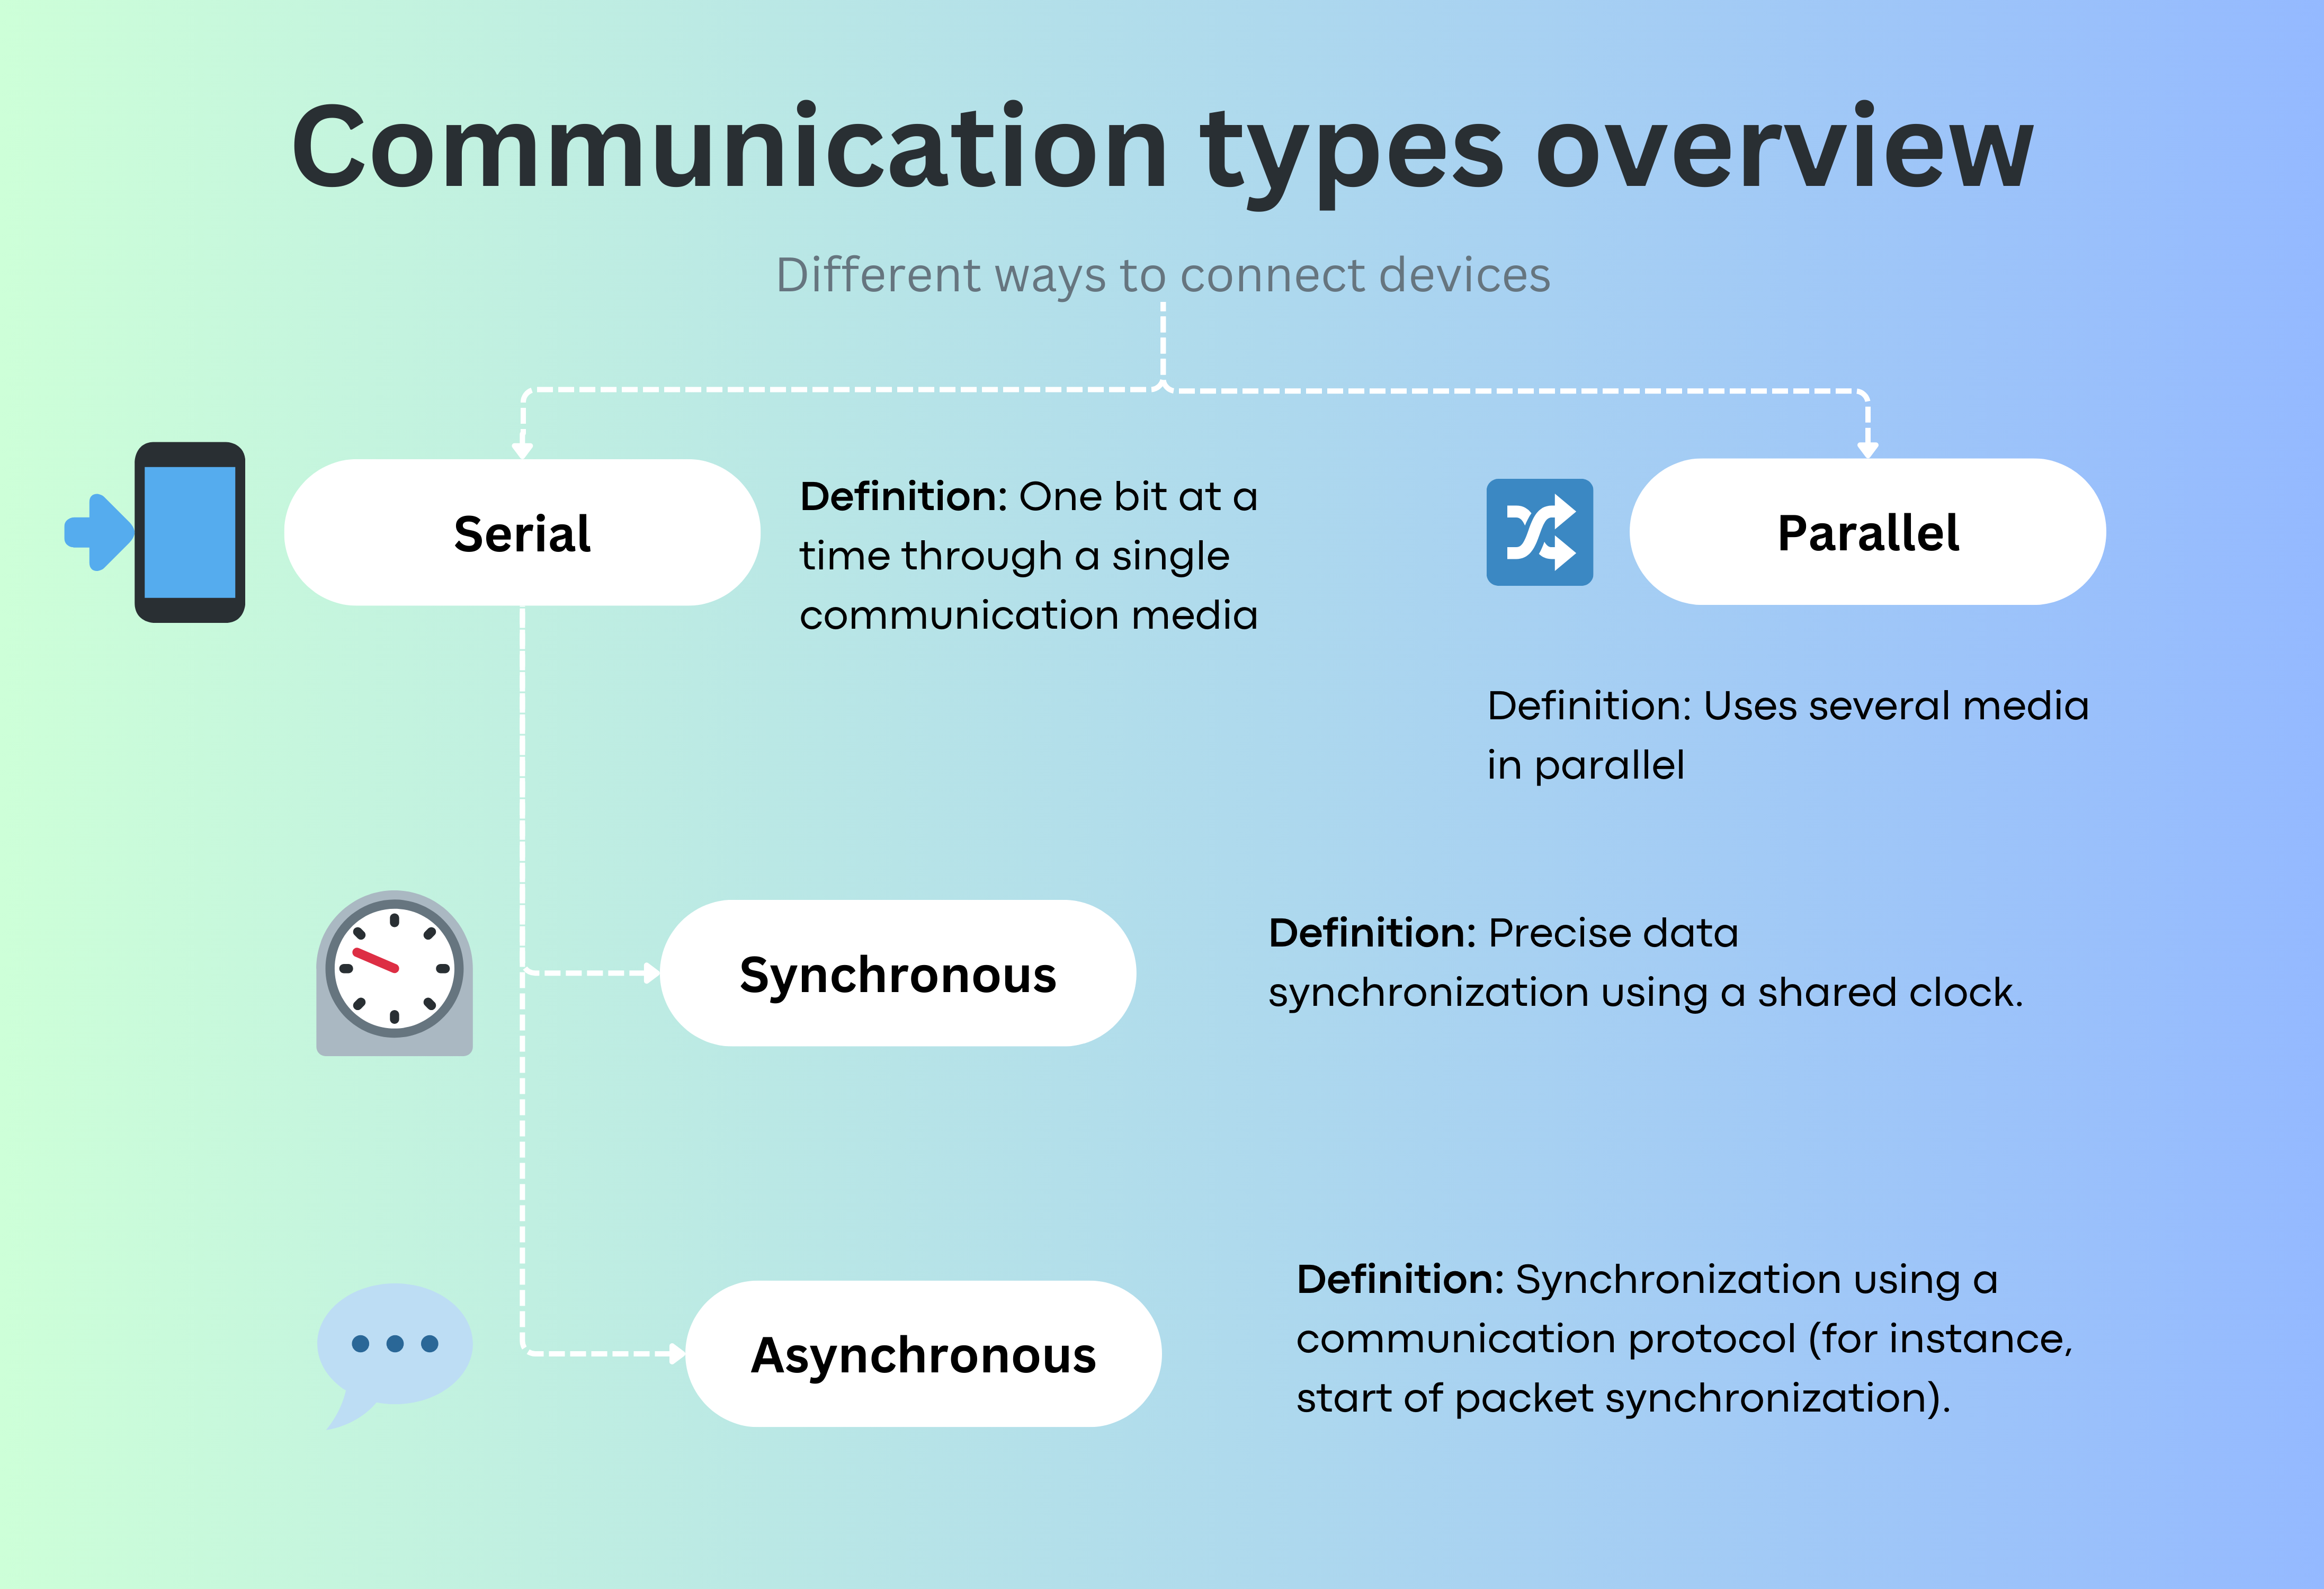 Communication types overview
Different ways to connect devices
Serial
Definition: One bit at a
time through a single
communication media
Parallel
Definition: Uses several media
in parallel
Synchronous
Definition: Precise data
synchronization using a shared clock.
Asynchronous
Definition: Synchronization using a
communication protocol (for instance,
start of packet synchronization).